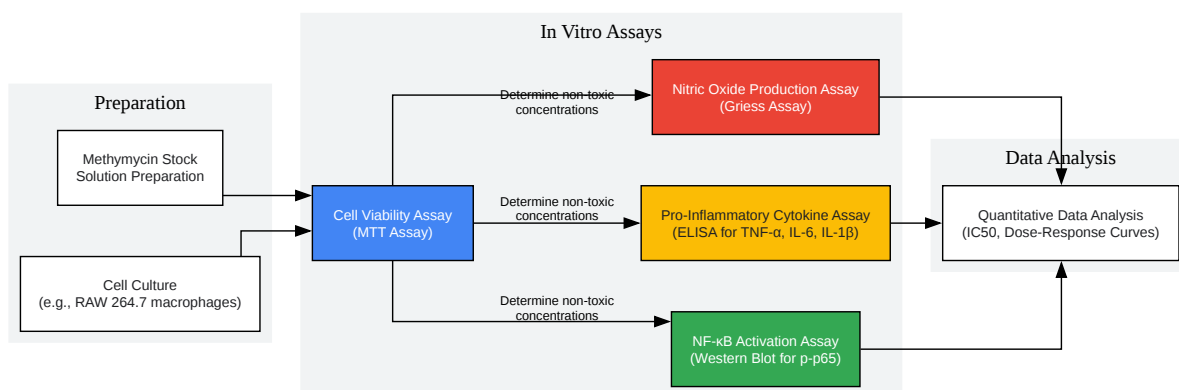 Preparation
Methymycin Stock
Solution Preparation
Cell Culture
(e.g., RAW 264.7 macrophages)
In Vitro Assays
Cell Viability Assay
(MTT Assay)
Determine non-toxic
concentrations
Nitric Oxide Production Assay
(Griess Assay)
Determine non-toxic
concentrations
Pro-Inflammatory Cytokine Assay
(ELISA for TNF-α, IL-6, IL-1β)
Determine non-toxic
concentrations
NF-κB Activation Assay
(Western Blot for p-p65)
Data Analysis
Quantitative Data Analysis
(IC50, Dose-Response Curves)